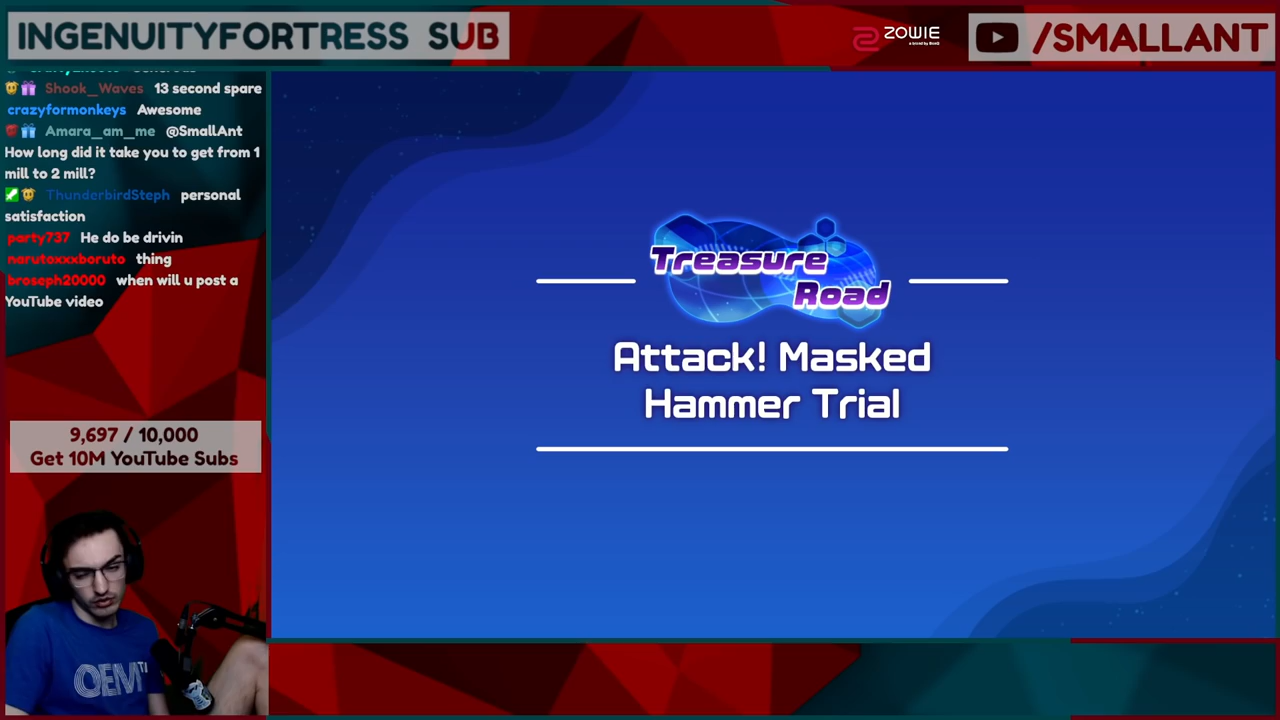 INGENUITYFORTRESS SUB
ZOWIE
/SMALLANT
Shook_Waves 13 second spare
crazyformonkeys Awesome
Amara_am_me @SmallAnt
How long did it take you to get from 1
mill to 2 mill?
ThunderbirdSteph personal
satisfaction
party737 He do be drivin
narutoxxxboruto thing
broseph20000 when will u post a
YouTube video
Treasure
Road
Attack! Masked
Hammer Trial
9,697 / 10,000
Get 10M YouTube Subs
OEM